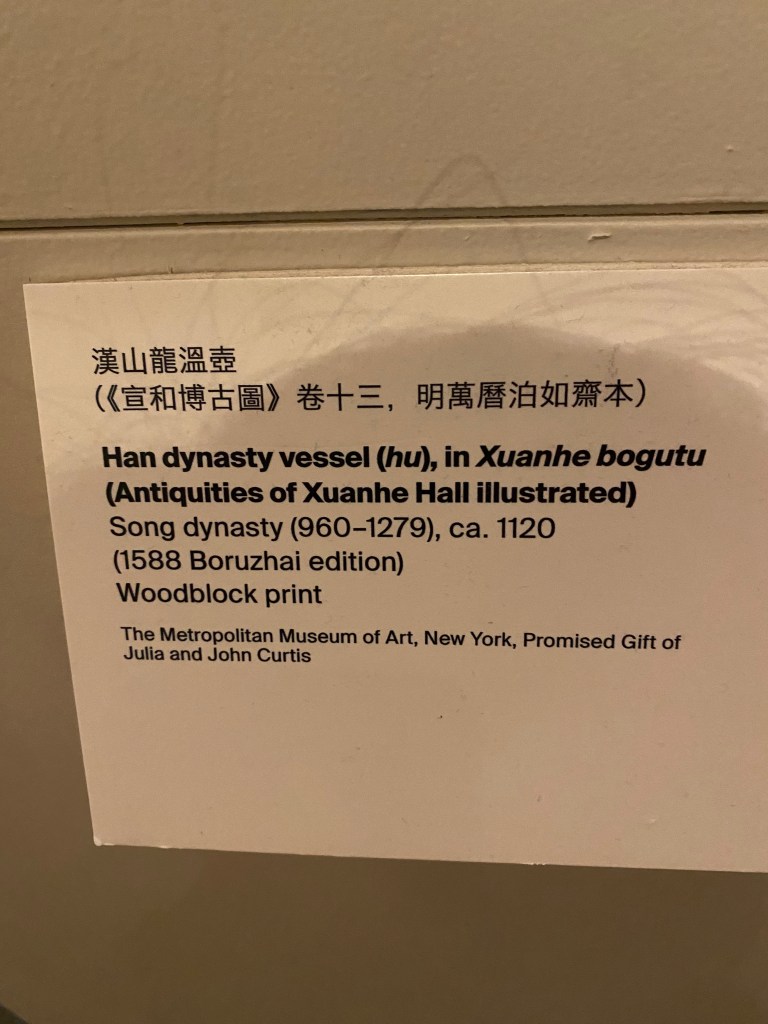 漢山龍溫壺
(《宣和博古圖》卷十三，明萬曆泊如齋本)
Han dynasty vessel (hu), in Xuanhe bogutu
(Antiquities of Xuanhe Hall illustrated)
Song dynasty (960–1279), ca. 1120
(1588 Boruzhai edition)
Woodblock print
The Metropolitan Museum of Art, New York, Promised Gift of
Julia and John Curtis